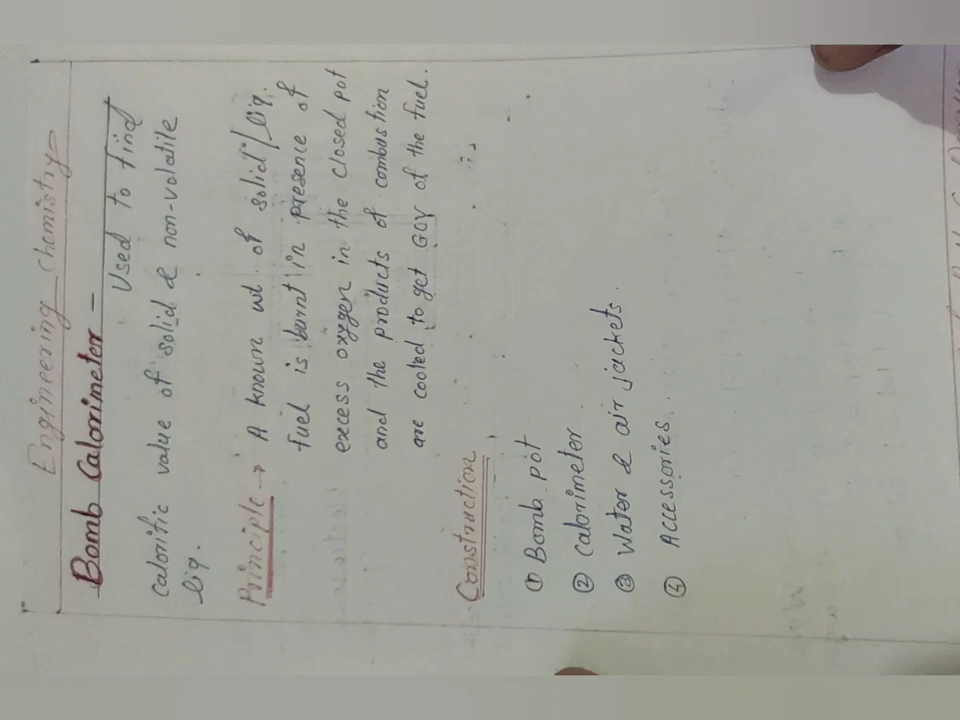 Engineering Chemistry
Bomb Calorimeter –
Used to find
calorific value of solid & non-volatile
liq.
Principle → A known wt. of solid/liq.
fuel is burnt in presence of
excess oxygen in the closed pot
and the products of combustion
are cooled to get GCV of the fuel.
Construction
① Bomb pot
② Calorimeter.
③ Water & air jackets.
④ Accessories.